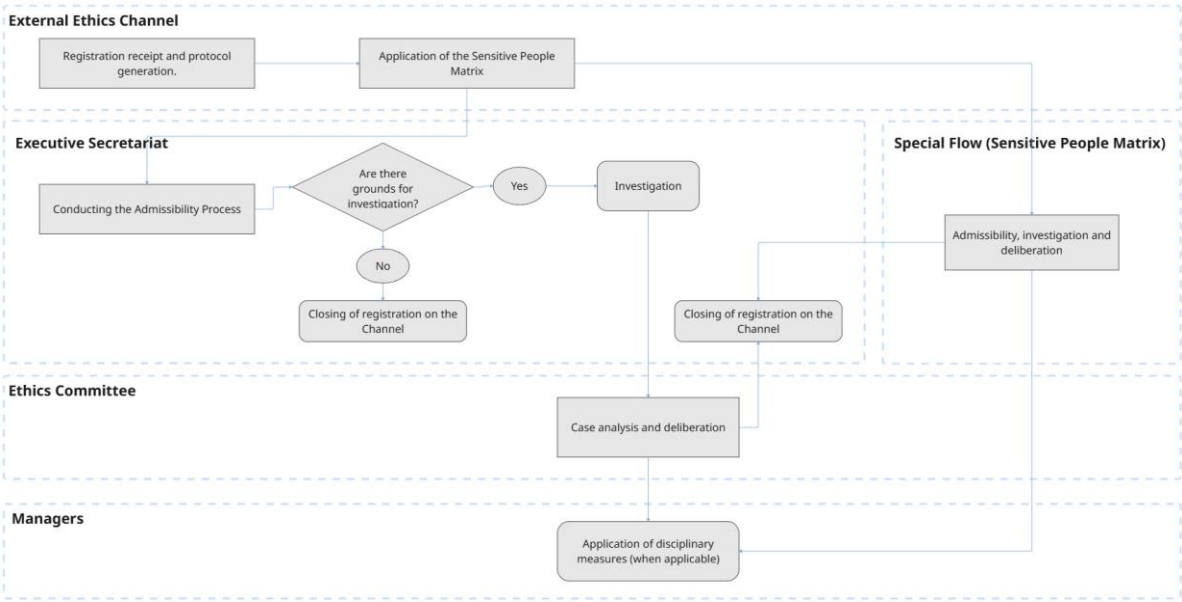 External Ethics Channel
Registration receipt and protocol
generation.
Application of the Sensitive People
Matrix
Executive Secretariat
Conducting the Admissibility Process
Are there
grounds for
investigation?
Yes
Investigation
No
Closing of registration on the
Channel
Closing of registration on the
Channel
Special Flow (Sensitive People Matrix)
Admissibility, investigation and
deliberation
Ethics Committee
Case analysis and deliberation
Managers
Application of disciplinary
measures (when applicable)